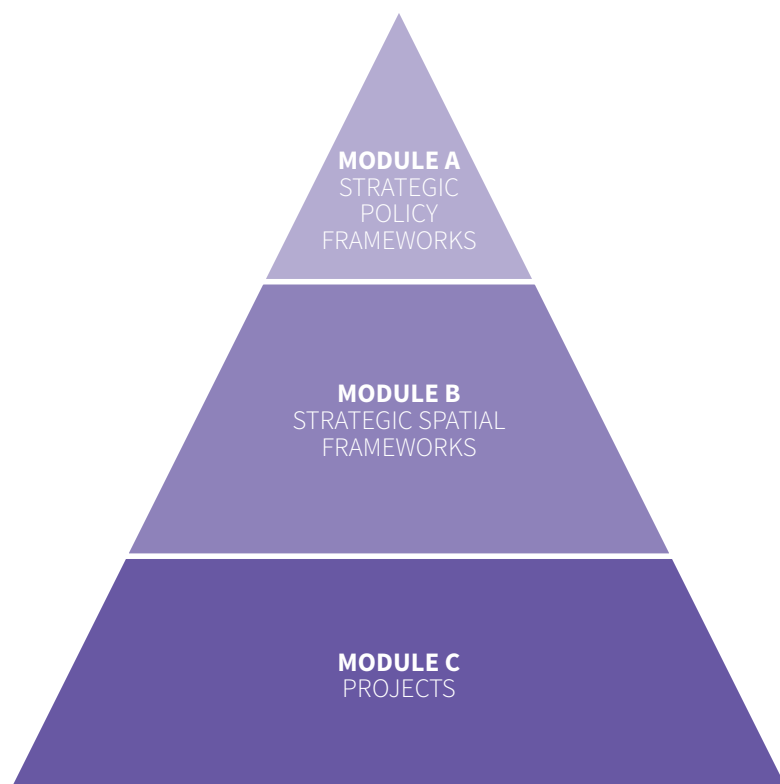 MODULE A
STRATEGIC
POLICY
FRAMEWORKS
MODULE B
STRATEGIC SPATIAL
FRAMEWORKS
MODULE C
PROJECTS